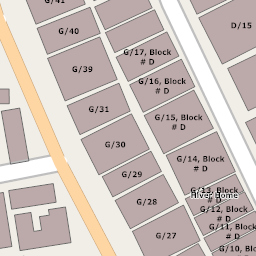 G/41
G/40
D/15
G/17, Block
# D
G/39
G/16, Block
# D
G/31
G/15, Block
# D
G/30
G/14, Block
# D
G/29
G/13, Block
River Home
G/28
G/12, Block
# D
G/11, Block
# D
G/27
G/10, Block